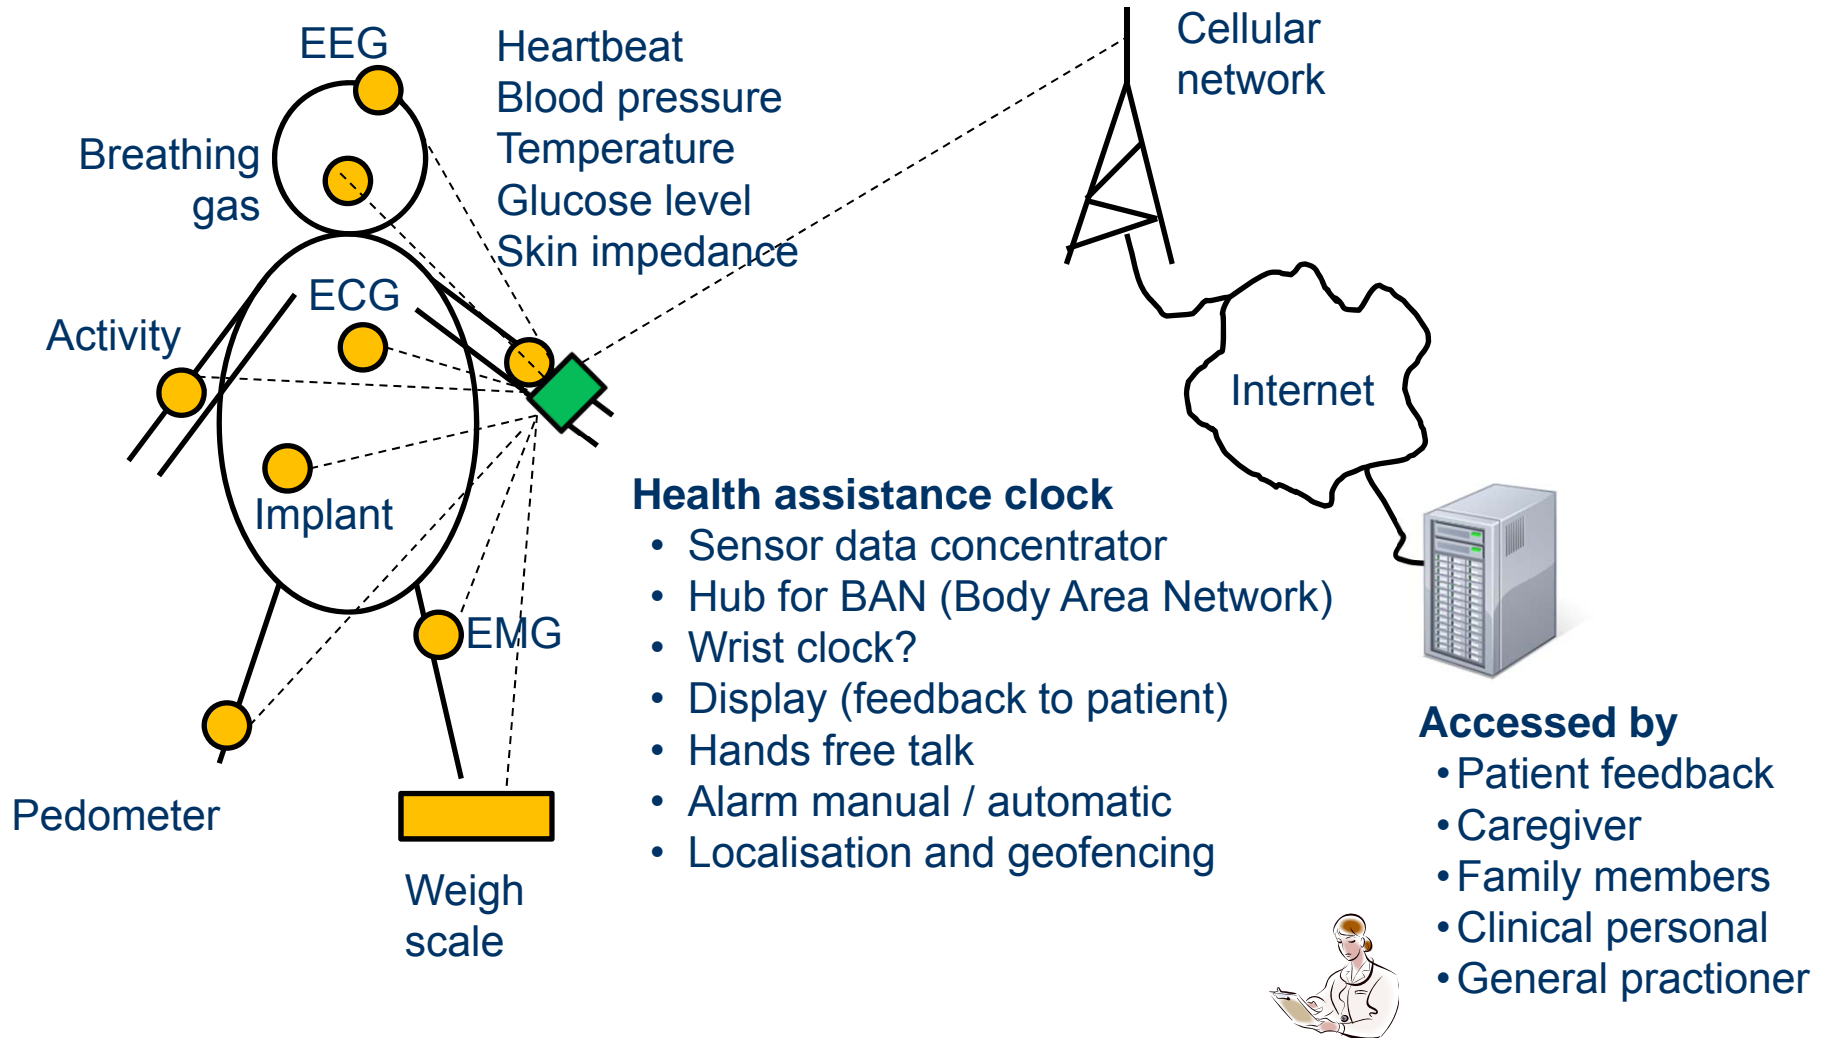 EEG
Heartbeat
Blood pressure
Temperature
Glucose level
Skin impedance
Cellular
network
Breathing
gas
ECG
Activity
Internet
Implant
Health assistance clock
• Sensor data concentrator
• Hub for BAN (Body Area Network)
• Wrist clock?
• Display (feedback to patient)
• Hands free talk
• Alarm manual / automatic
• Localisation and geofencing
EMG
Pedometer
Weigh
scale
Accessed by
• Patient feedback
• Caregiver
• Family members
• Clinical personal
• General practioner